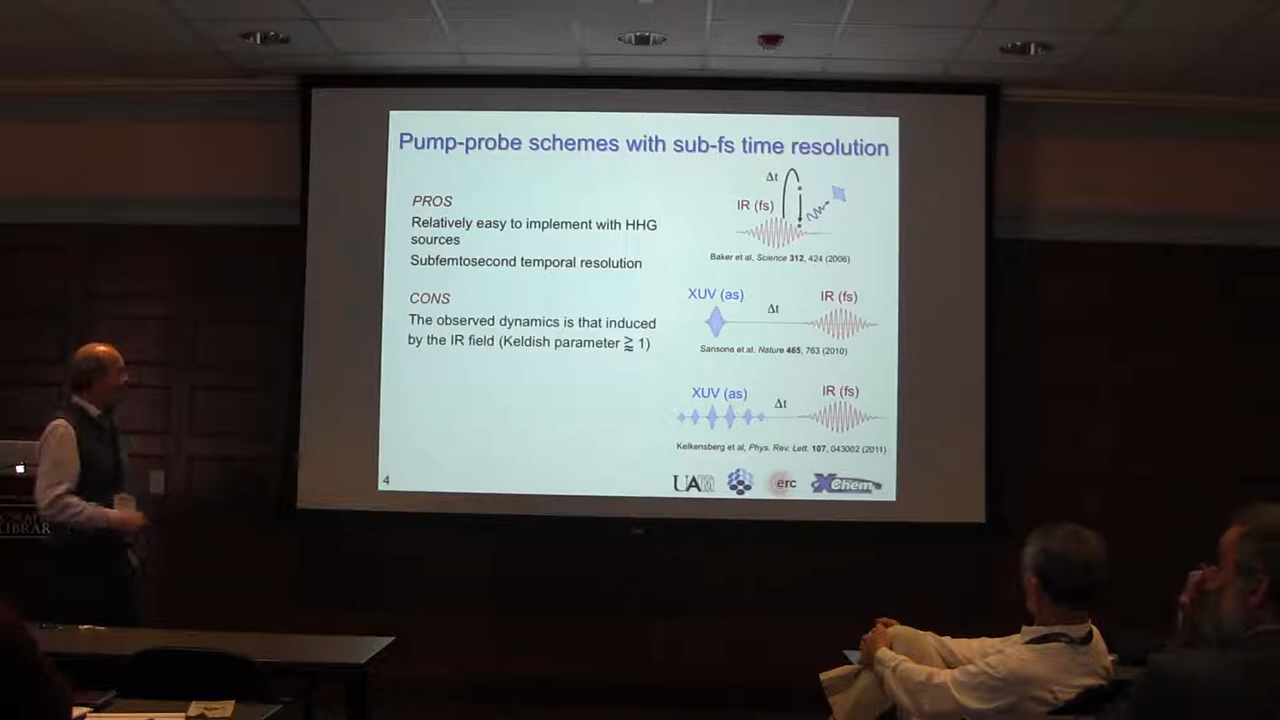 Pump-probe schemes with sub-fs time resolution
PROS
Relatively easy to implement with HHG
sources
Subfemtosecond temporal resolution
CONS
The observed dynamics is that induced
by the IR field (Keldish parameter ⪆ 1)
Δt
IR (fs)
Baker et al, Science 312, 424 (2006)
XUV (as)
IR (fs)
Δt
Sansone et al, Nature 465, 763 (2010)
XUV (as)
IR (fs)
Δt
Kelkensberg et al, Phys. Rev. Lett. 107, 043002 (2011)
4
UAM
erc
XChem
LIBRAR